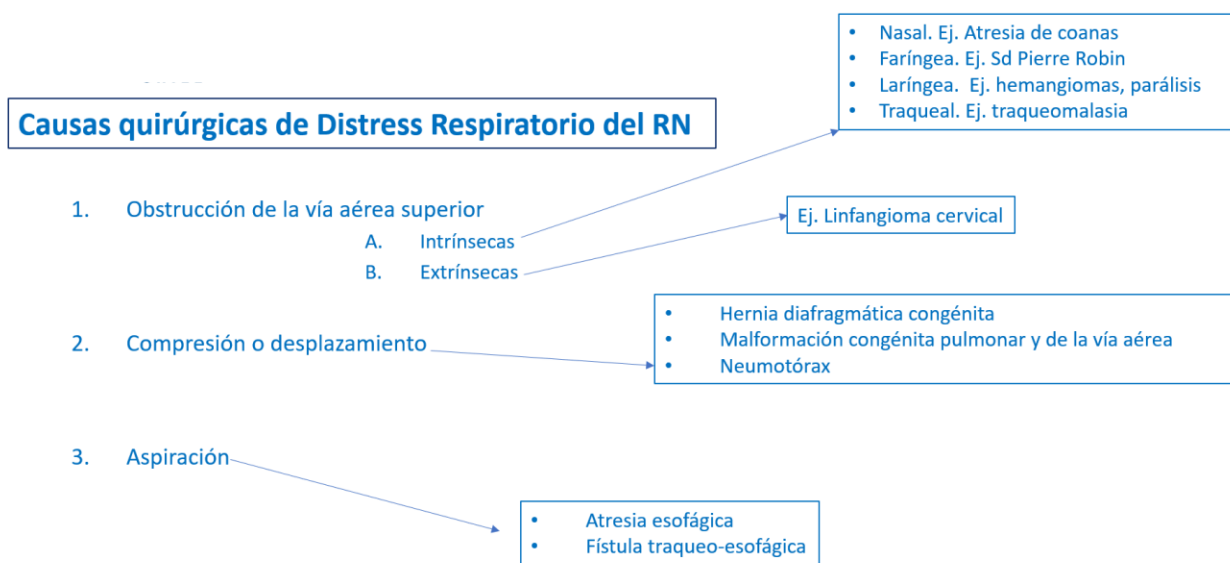 Causas quirúrgicas de Distress Respiratorio del RN
1. Obstrucción de la vía aérea superior
A. Intrínsecas
B. Extrínsecas
• Nasal. Ej. Atresia de coanas
• Faríngea. Ej. Sd Pierre Robin
• Laríngea. Ej. hemangiomas, parálisis
• Traqueal. Ej. traqueomalasia
Ej. Linfangioma cervical
2. Compresión o desplazamiento
• Hernia diafragmática congénita
• Malformación congénita pulmonar y de la vía aérea
• Neumotórax
3. Aspiración
• Atresia esofágica
• Fístula traqueo-esofágica